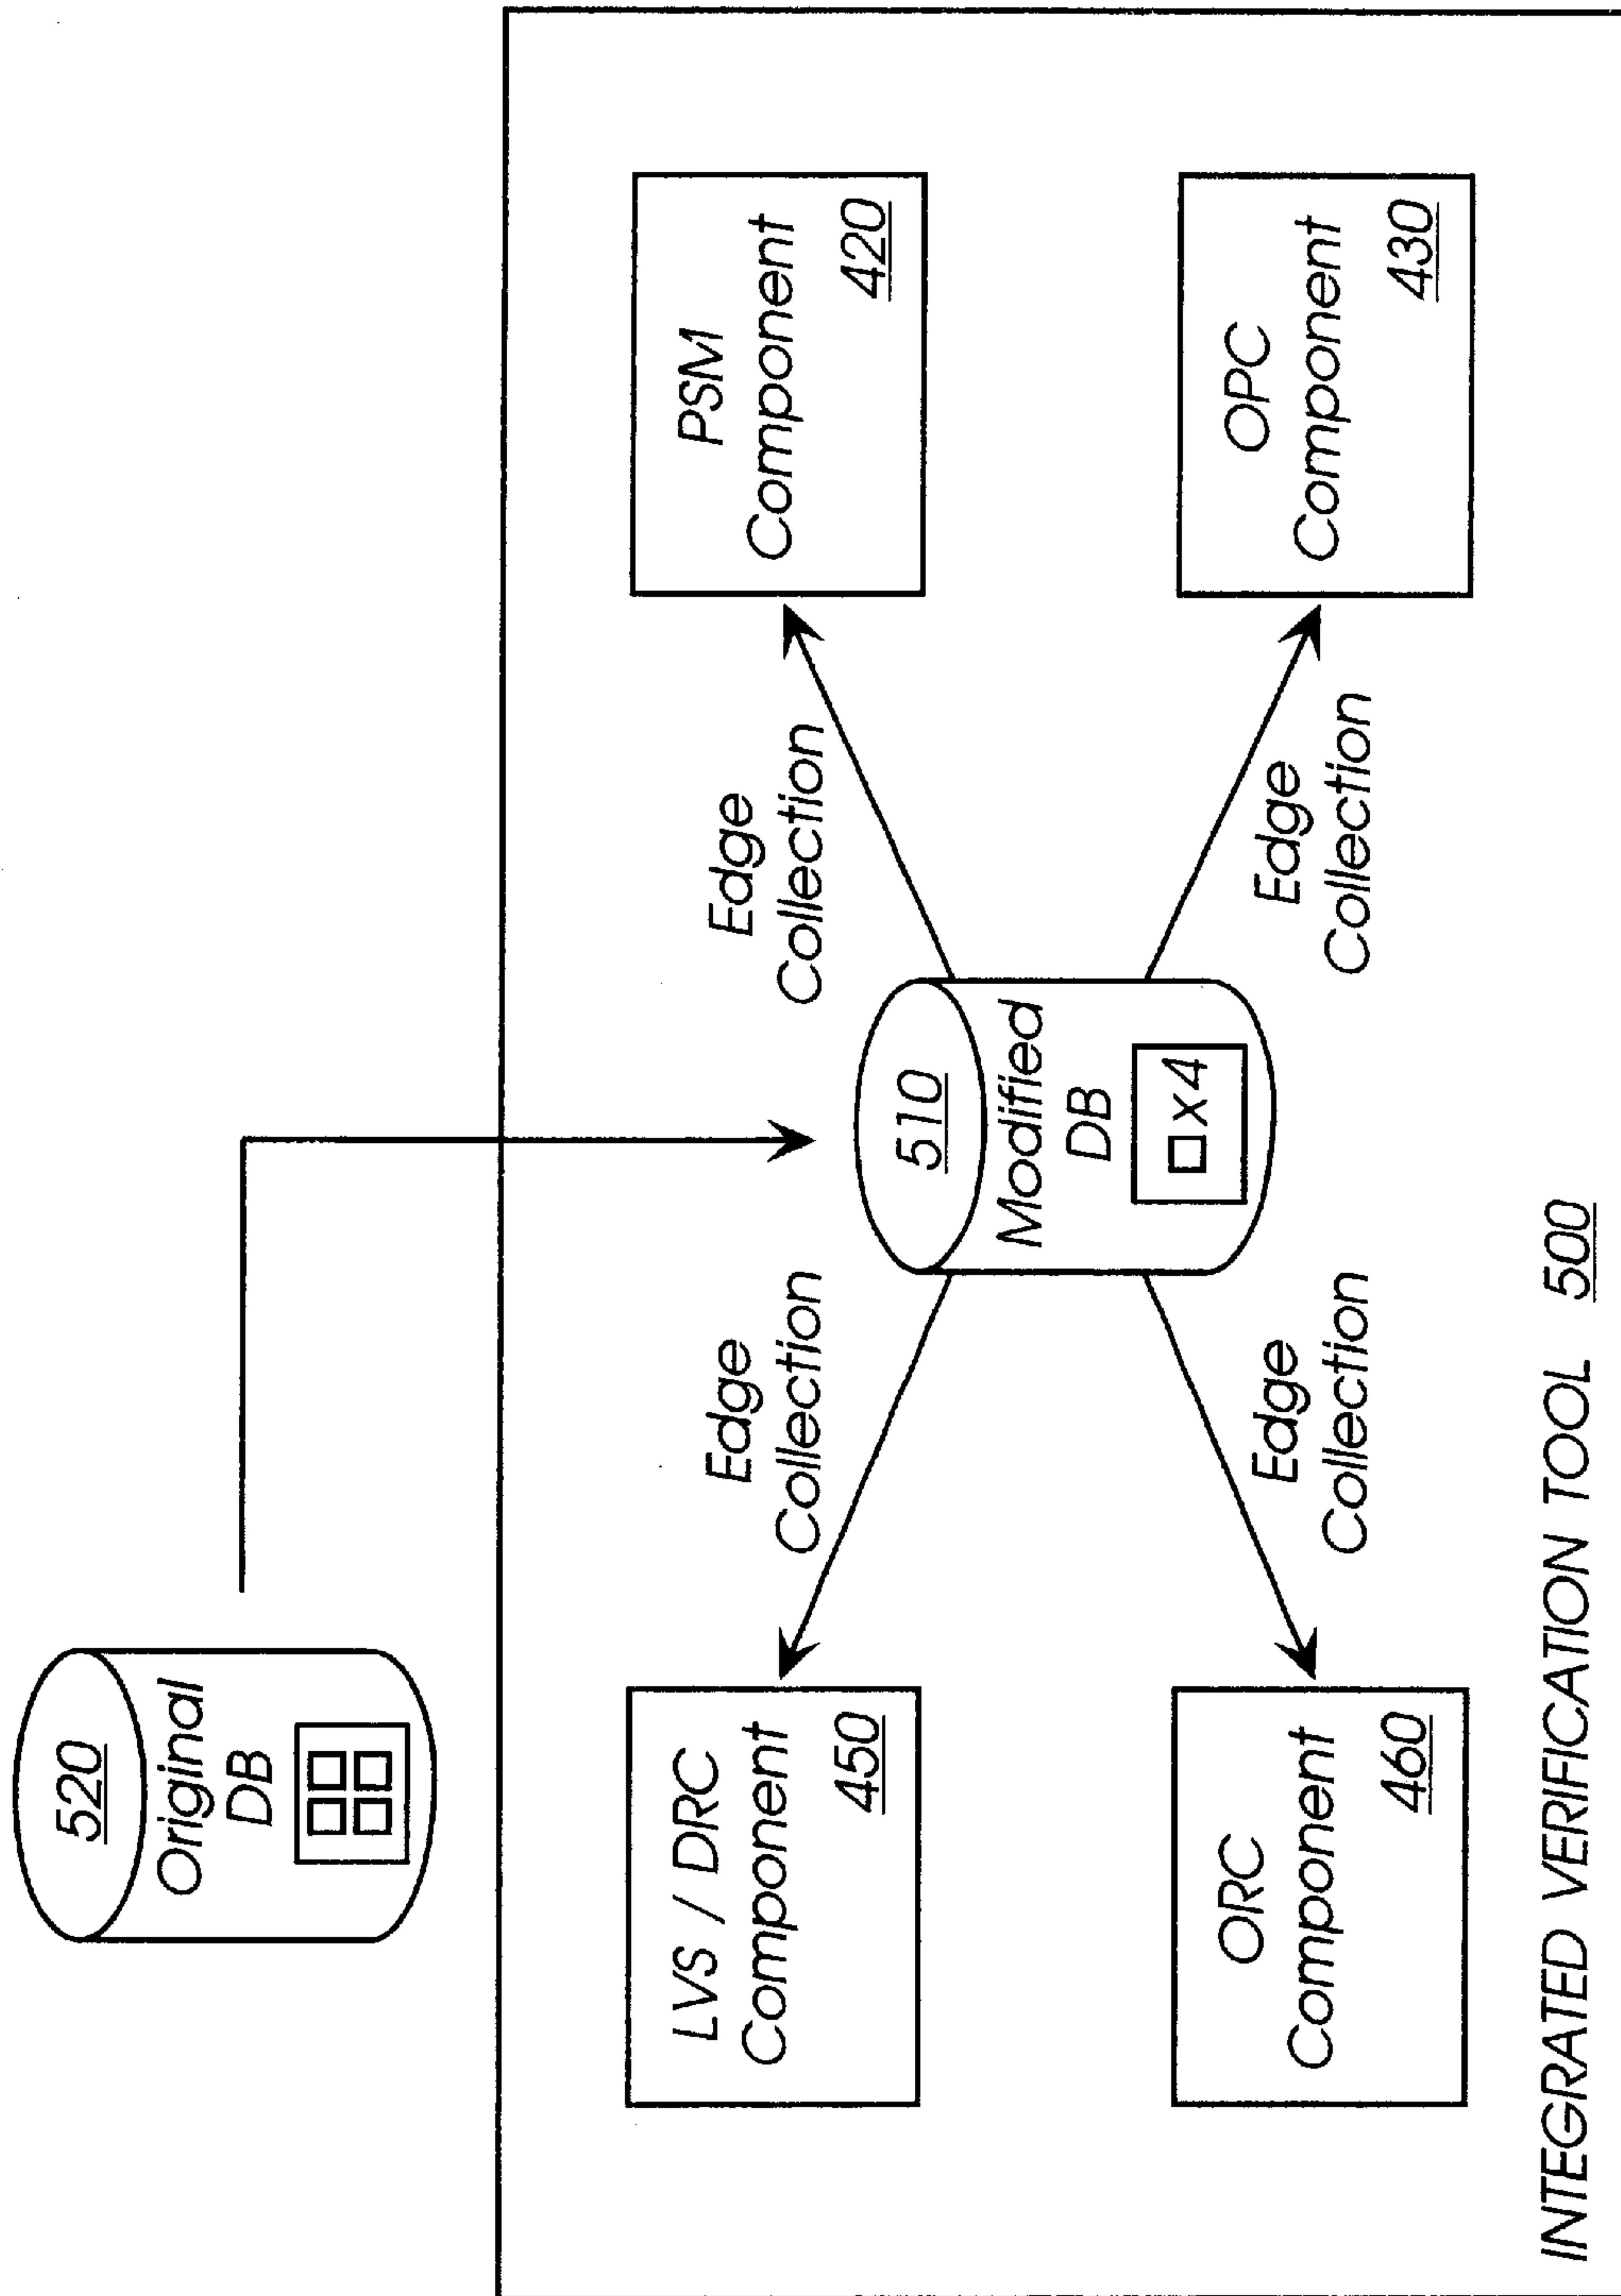 520
Original
DB
LVS / DRC
Component
450
Edge
Collection
Edge
Collection
PSM
Component
420
510
Modified
DB
x4
ORC
Component
460
Edge
Collection
Edge
Collection
OPC
Component
430
INTEGRATED VERIFICATION TOOL 500